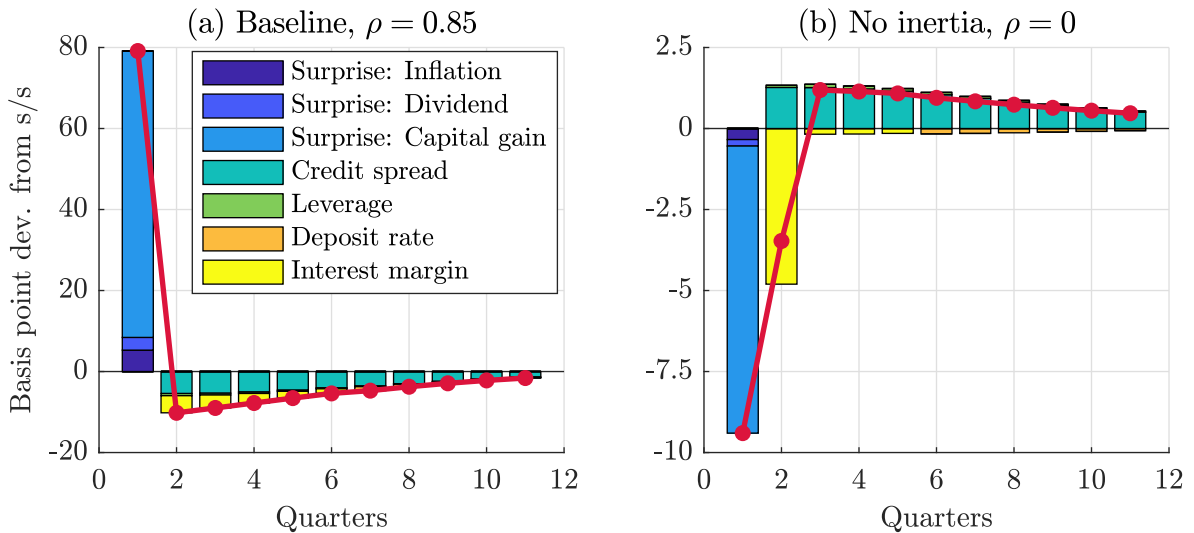 (a) Baseline, ρ = 0.85
Basis point dev. from s/s
80
60
40
20
0
-20
0
2
4
6
8
10
12
Quarters
Surprise: Inflation
Surprise: Dividend
Surprise: Capital gain
Credit spread
Leverage
Deposit rate
Interest margin
(b) No inertia, ρ = 0
2.5
0
-2.5
-5
-7.5
-10
0
2
4
6
8
10
12
Quarters